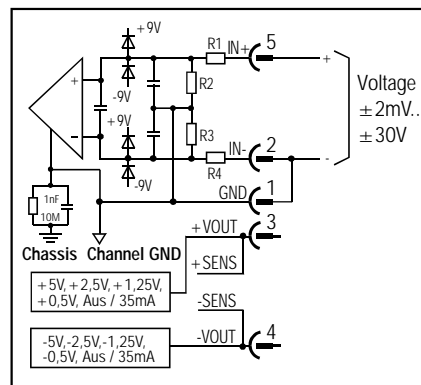 +9V
R1 IN+ 5
+
+
R2
-9V
+9V
Voltage
±2mV..
±30V
R3
IN- 2
-
-
R4
-9V
GND 1
1nF
10M
+VOUT 3
Chassis Channel GND
+SENS
+5V, +2,5V, +1,25V,
+0,5V, Aus / 35mA
-SENS
-5V,-2,5V,-1,25V,
-0,5V, Aus / 35mA
-VOUT 4